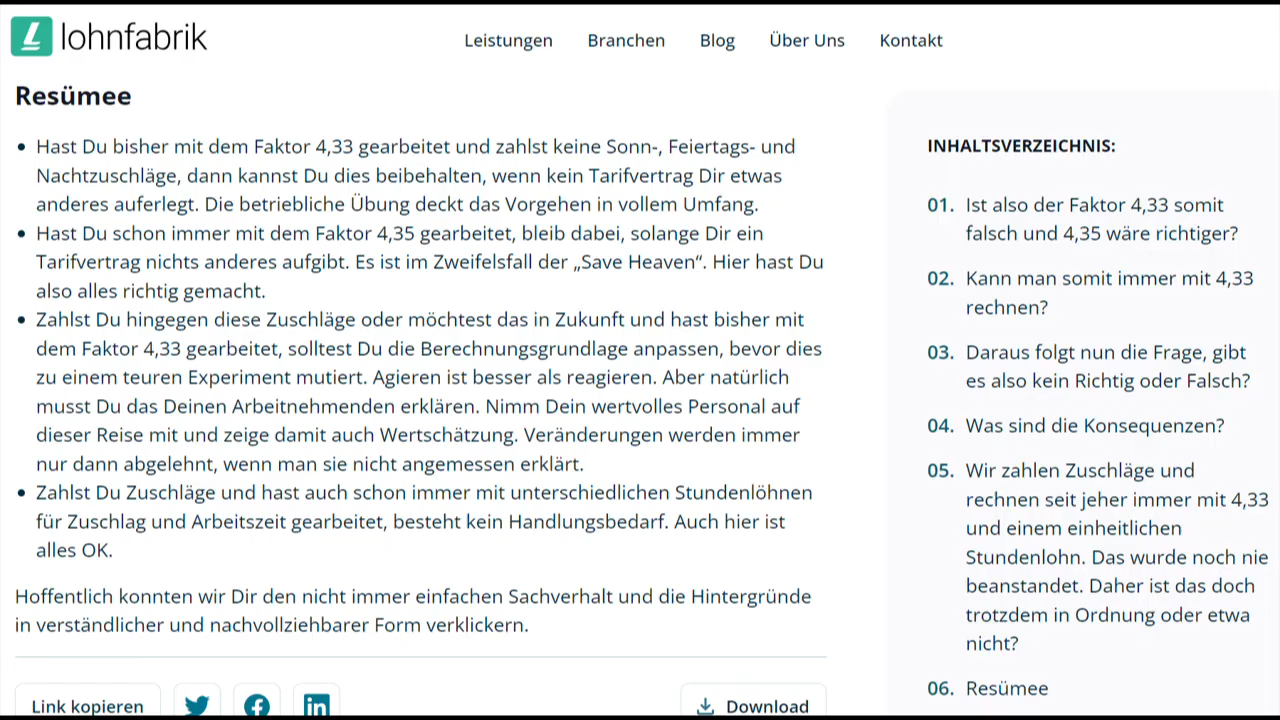 lohnfabrik
Leistungen
Branchen
Blog
Über Uns
Kontakt
Resümee
Hast Du bisher mit dem Faktor 4,33 gearbeitet und zahlst keine Sonn-, Feiertags- und
Nachtzuschläge, dann kannst Du dies beibehalten, wenn kein Tarifvertrag Dir etwas
anderes auferlegt. Die betriebliche Übung deckt das Vorgehen in vollem Umfang.
Hast Du schon immer mit dem Faktor 4,35 gearbeitet, bleib dabei, solange Dir ein
Tarifvertrag nichts anderes aufgibt. Es ist im Zweifelsfall der „Save Heaven“. Hier hast Du
also alles richtig gemacht.
Zahlst Du hingegen diese Zuschläge oder möchtest das in Zukunft und hast bisher mit
dem Faktor 4,33 gearbeitet, solltest Du die Berechnungsgrundlage anpassen, bevor dies
zu einem teuren Experiment mutiert. Agieren ist besser als reagieren. Aber natürlich
musst Du das Deinen Arbeitnehmenden erklären. Nimm Dein wertvolles Personal auf
dieser Reise mit und zeige damit auch Wertschätzung. Veränderungen werden immer
nur dann abgelehnt, wenn man sie nicht angemessen erklärt.
Zahlst Du Zuschläge und hast auch schon immer mit unterschiedlichen Stundenlöhnen
für Zuschlag und Arbeitszeit gearbeitet, besteht kein Handlungsbedarf. Auch hier ist
alles OK.
Hoffentlich konnten wir Dir den nicht immer einfachen Sachverhalt und die Hintergründe
in verständlicher und nachvollziehbarer Form verklickern.
Link kopieren
Download
INHALTSVERZEICHNIS:
01. Ist also der Faktor 4,33 somit
falsch und 4,35 wäre richtiger?
02. Kann man somit immer mit 4,33
rechnen?
03. Daraus folgt nun die Frage, gibt
es also kein Richtig oder Falsch?
04. Was sind die Konsequenzen?
05. Wir zahlen Zuschläge und
rechnen seit jeher immer mit 4,33
und einem einheitlichen
Stundenlohn. Das wurde noch nie
beanstandet. Daher ist das doch
trotzdem in Ordnung oder etwa
nicht?
06. Resümee